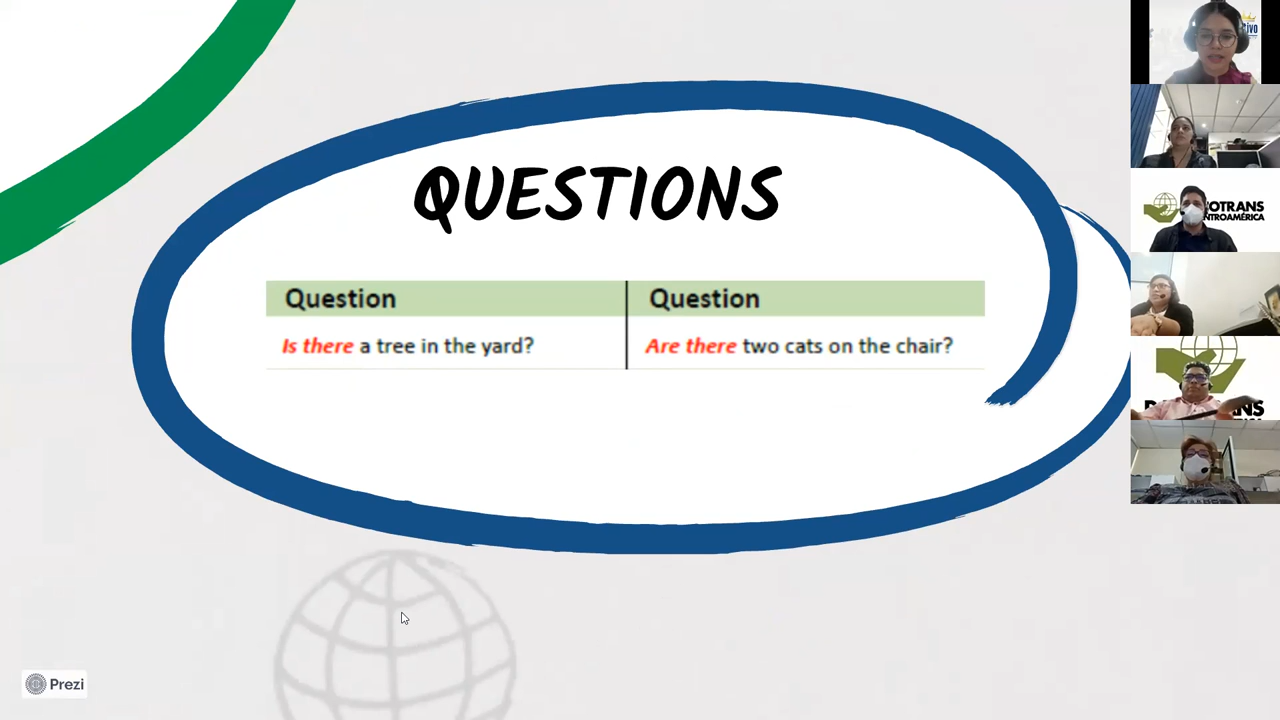 QUESTIONS
Question
Question
Is there a tree in the yard?
Are there two cats on the chair?
Prezi
OTRANS
NTROAMÉRICA